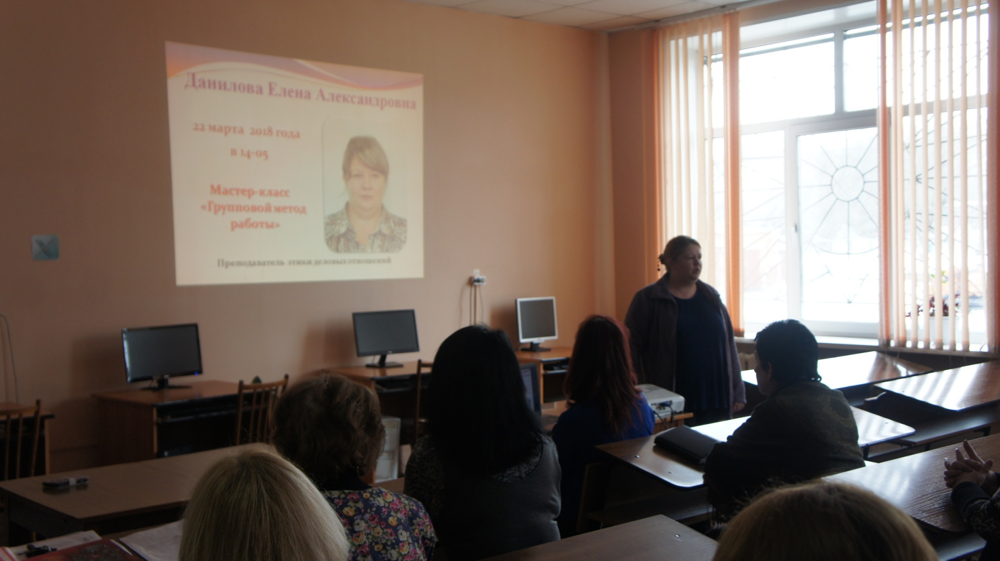 Данилова Елена Александровна
22 марта 2018 года
в 14-05
Мастер-класс
«Групповой метод
работы»
Преподаватель этики деловых отношений